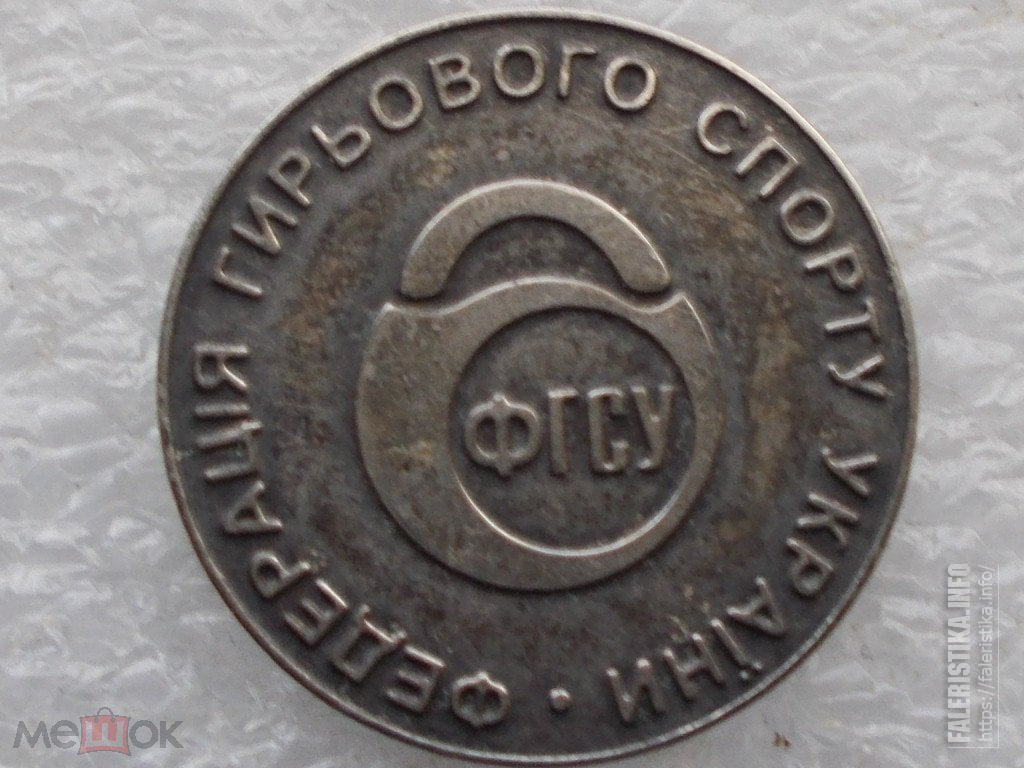 ФЕДЕРАЦІЯ ГИРЬОВОГО СПОРТУ УКРАЇНИ •
ФГСУ
мешок
FALERISTIKA.INFO
https://faleristika.info/